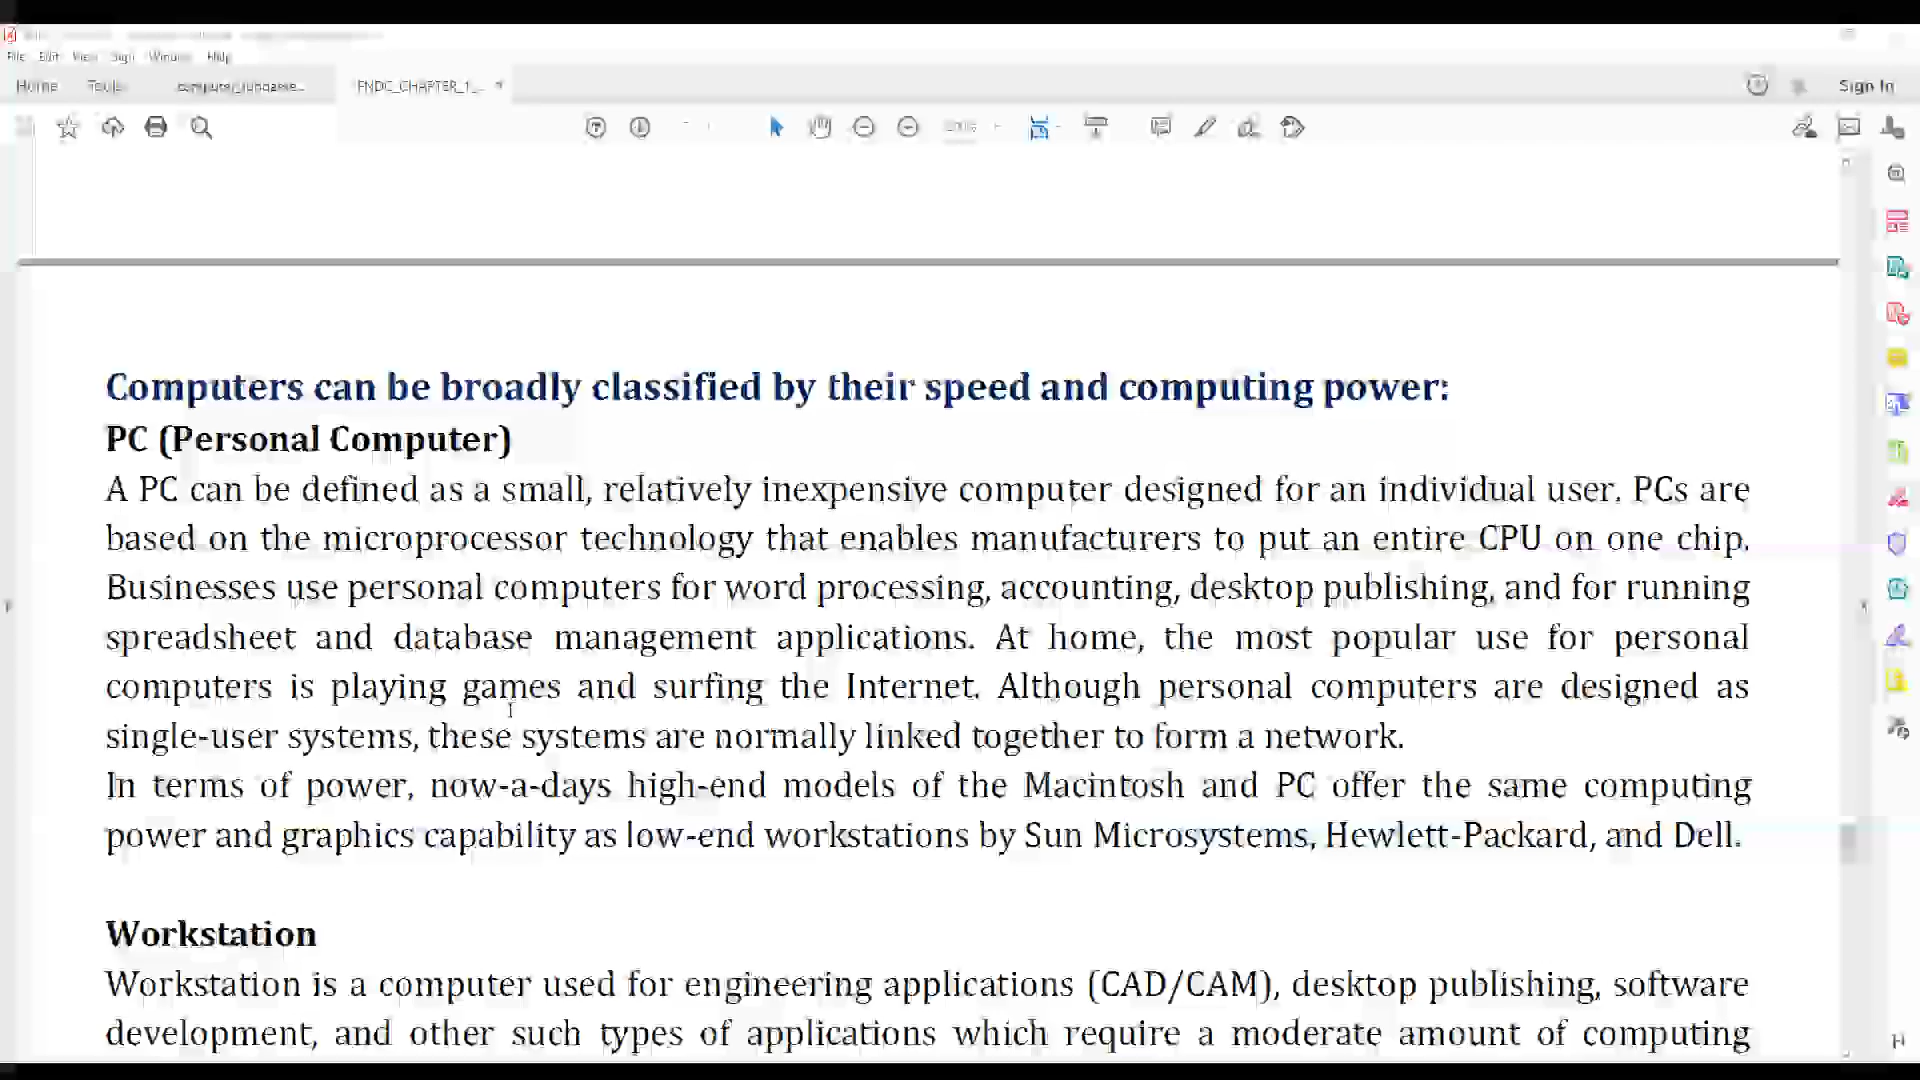 File Edit View Sign Window Help
Home Tools FNDC_CHAPTER_1_... Sign In
Computers can be broadly classified by their speed and computing power:
PC (Personal Computer)
A PC can be defined as a small, relatively inexpensive computer designed for an individual user. PCs are
based on the microprocessor technology that enables manufacturers to put an entire CPU on one chip.
Businesses use personal computers for word processing, accounting, desktop publishing, and for running
spreadsheet and database management applications. At home, the most popular use for personal
computers is playing games and surfing the Internet. Although personal computers are designed as
single-user systems, these systems are normally linked together to form a network.
In terms of power, now-a-days high-end models of the Macintosh and PC offer the same computing
power and graphics capability as low-end workstations by Sun Microsystems, Hewlett-Packard, and Dell.
Workstation
Workstation is a computer used for engineering applications (CAD/CAM), desktop publishing, software
development, and other such types of applications which require a moderate amount of computing